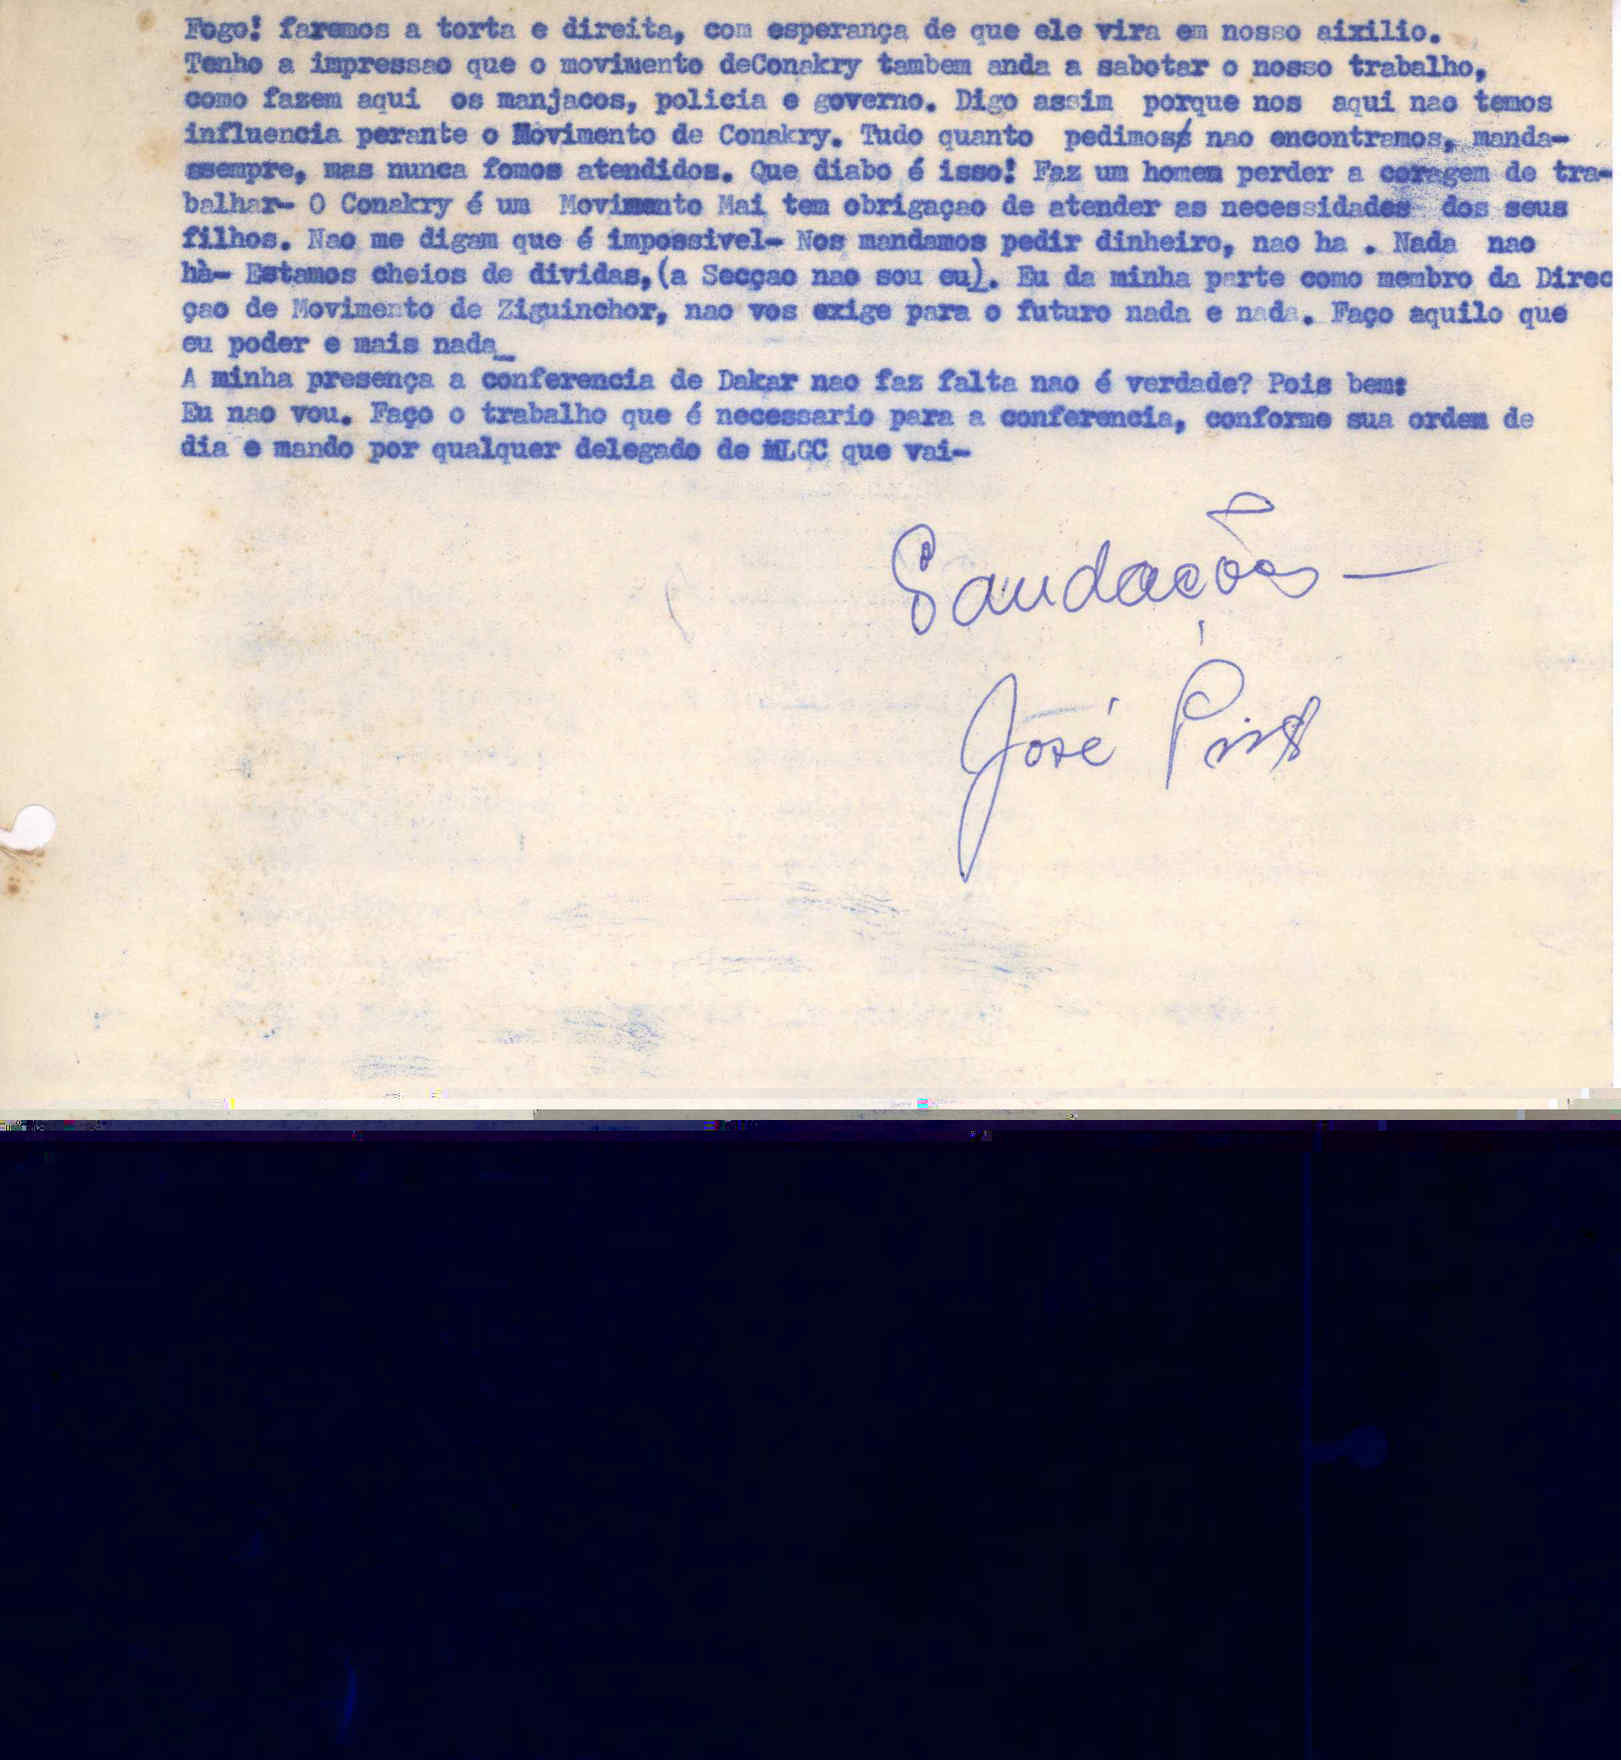 Fogo! faremos a torta e direita, com esperança de que ele vira em nosso aixilio.
Tenho a impressao que o movimento deConakry tambem anda a sabotar o nosso trabalho,
como fazem aqui os manjacos, policia e governo. Digo assim porque nos aqui nao temos
influencia perante o Movimento de Conakry. Tudo quanto pedimos nao encontramos, manda-
ssempre, mas nunca fomos atendidos. Que diabo é isso! Faz um homem perder a coragem de tra-
balhar- O Conakry é um Movimento Mai tem obrigaçao de atender as necessidades dos seus
filhos. Nao me digam que é impossivel- Nos mandamos pedir dinheiro, nao ha . Nada nao
hà- Estamos cheios de dividas,(a Secçao nao sou eu). Eu da minha parte como membro da Direc
çao de Movimento de Ziguinchor, nao vos exige para o futuro nada e nada. Faço aquilo que
eu poder e mais nada_
A minha presença a conferencia de Dakar nao faz falta nao é verdade? Pois bem:
Eu nao vou. Faço o trabalho que é necessario para a conferencia, conforme sua ordem de
dia e mando por qualquer delegado de MLGC que vai-
Saudações —
José